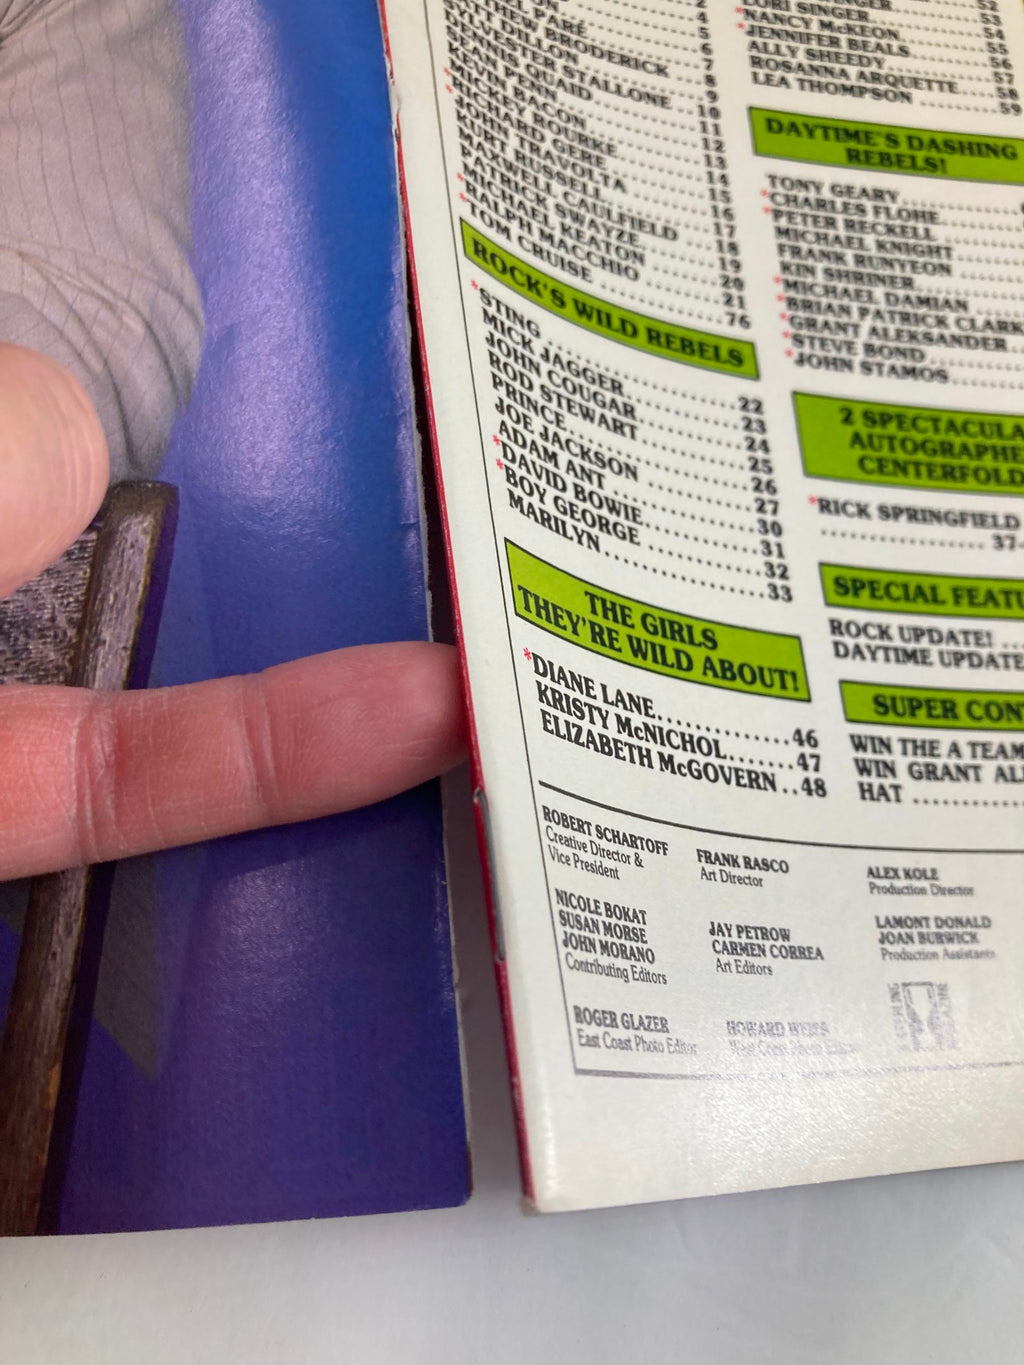 PARÉ.....7
MATTHEW BRODERICK...8
MATT DILLON.....9
SYLVESTER STALLONE..10
DENNIS QUAID.....11
SEAN PENN.....12
KEVIN BACON.....13
*MICKEY ROURKE.....14
*RICHARD GERE.....15
JOHN TRAVOLTA.....16
KURT RUSSELL.....17
MAXWELL CAULFIELD...18
PATRICK SWAYZE.....19
*MICHAEL KEATON.....20
*RALPH MACCHIO.....21
TOM CRUISE.....76
ROCK'S WILD REBELS
*STING.....22
MICK JAGGER.....23
JOHN COUGAR.....24
ROD STEWART.....25
PRINCE.....26
JOE JACKSON.....27
ADAM ANT.....30
*DAVID BOWIE.....31
*BOY GEORGE.....32
MARILYN.....33
THE GIRLS
THEY'RE WILD ABOUT!
*DIANE LANE.....46
KRISTY McNICHOL.....47
ELIZABETH McGOVERN..48
LORI SINGER.....54
*NANCY McKEON.....55
*JENNIFER BEALS.....56
ALLY SHEEDY.....57
ROSANNA ARQUETTE.....58
LEA THOMPSON.....59
DAYTIME'S DASHING
REBELS!
TONY GEARY.....
*CHARLES FLOHE.....
*PETER RECKELL.....
MICHAEL KNIGHT.....
FRANK RUNYEON.....
KIN SHRINER.....
*MICHAEL DAMIAN.....
*BRIAN PATRICK CLARK
*GRANT ALEKSANDER...
*STEVE BOND.....
*JOHN STAMOS.....
2 SPECTACULA
AUTOGRAPHE
CENTERFOLD
*RICK SPRINGFIELD
.....37-
SPECIAL FEATU
ROCK UPDATE! ...
DAYTIME UPDATE
SUPER CON
WIN THE A TEAM
WIN GRANT AL
HAT.....
ROBERT SCHARTOFF
Creative Director &
Vice President
FRANK RASCO
Art Director
ALEX KOLE
Production Director
NICOLE BOKAT
SUSAN MORSE
JOHN MORANO
Contributing Editors
JAY PETROW
CARMEN CORREA
Art Editors
LAMONT DONALD
JOAN BURWICK
Production Assistants
ROGER GLAZER
East Coast Photo Editor
HOWARD WEISS
West Coast Photo Editor